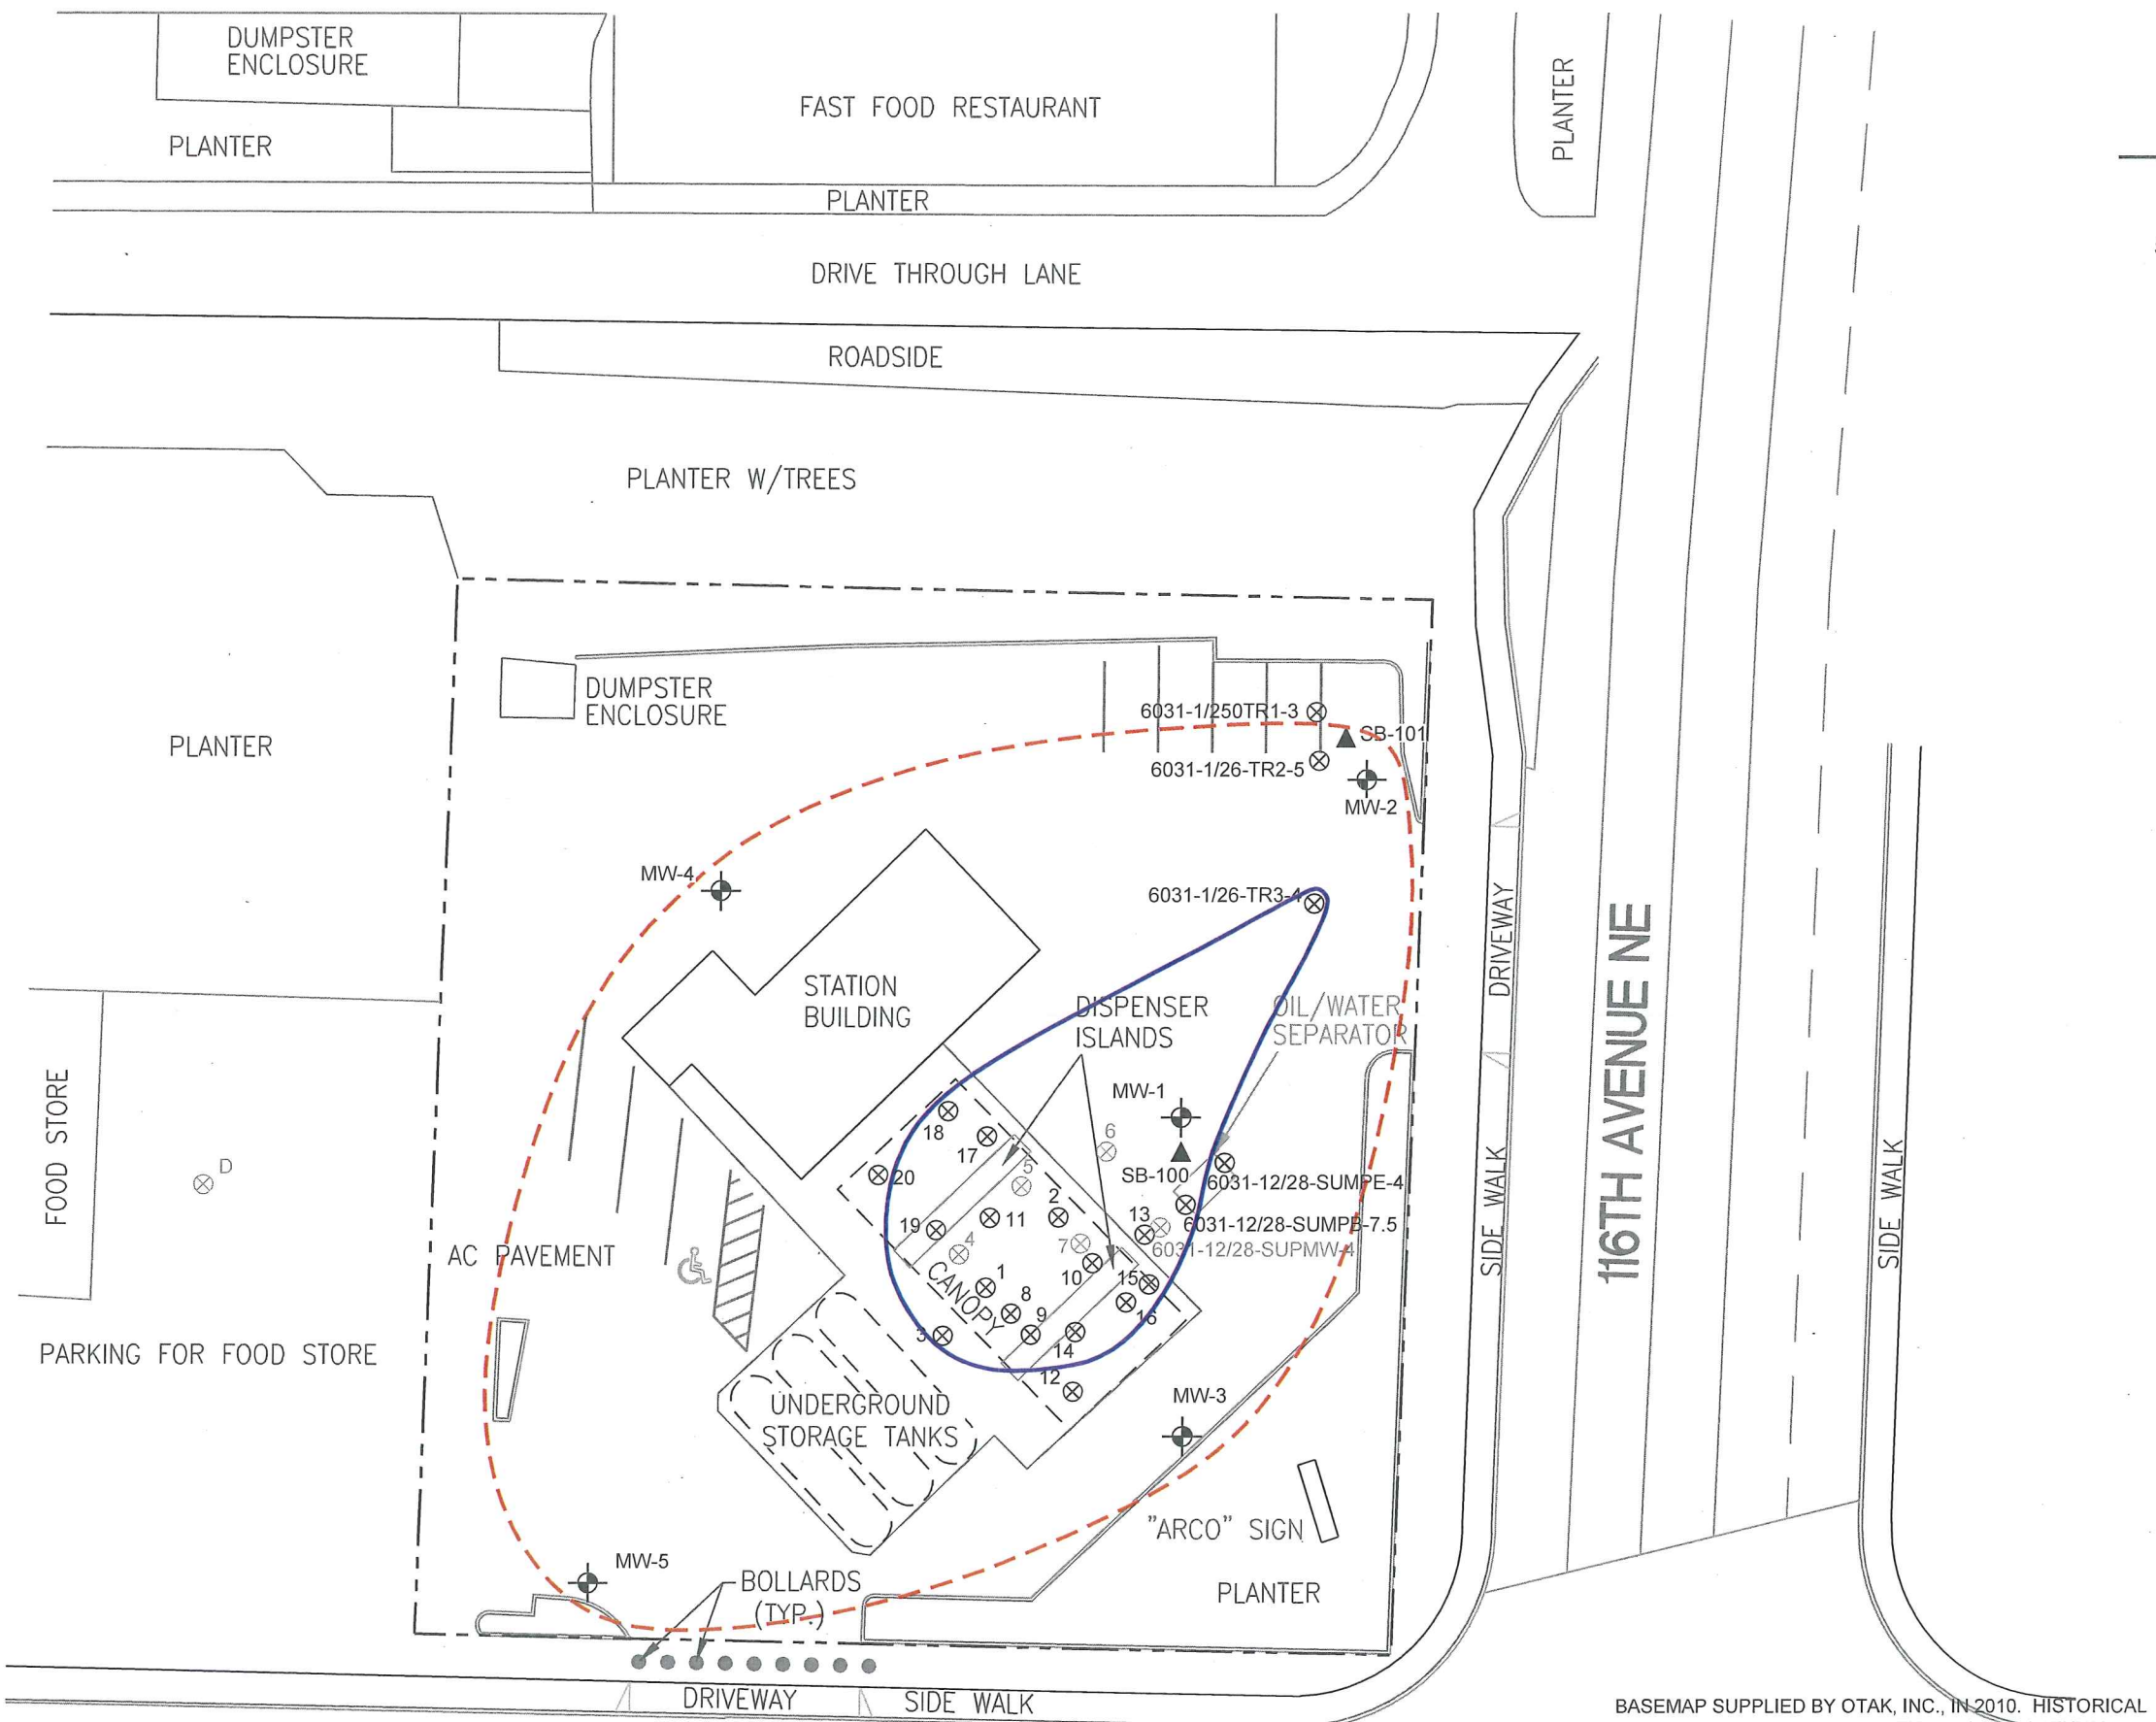 DUMPSTER
ENCLOSURE
PLANTER
FAST FOOD RESTAURANT
PLANTER
PLANTER
DRIVE THROUGH LANE
ROADSIDE
PLANTER W/TREES
DUMPSTER
ENCLOSURE
PLANTER
6031-1/250TR1-3
SB-101
6031-1/26-TR2-5
MW-2
MW-4
6031-1/26-TR3-4
STATION
BUILDING
DISPENSER
ISLANDS
OIL/WATER
SEPARATOR
DRIVEWAY
116TH AVENUE NE
MW-1
FOOD STORE
D
18
17
6
5
20
SB-100
6031-12/28-SUMPE-4
2
19
11
13
6031-12/28-SUMPB-7.5
4
7
6031-12/28-SUPMW-4
SIDE WALK
SIDE WALK
AC PAVEMENT
CANOPY
1
10
15
8
9
16
3
14
12
PARKING FOR FOOD STORE
UNDERGROUND
STORAGE TANKS
MW-3
"ARCO" SIGN
MW-5
BOLLARDS
(TYP.)
PLANTER
DRIVEWAY
SIDE WALK
BASEMAP SUPPLIED BY OTAK, INC., IN 2010. HISTORICAL